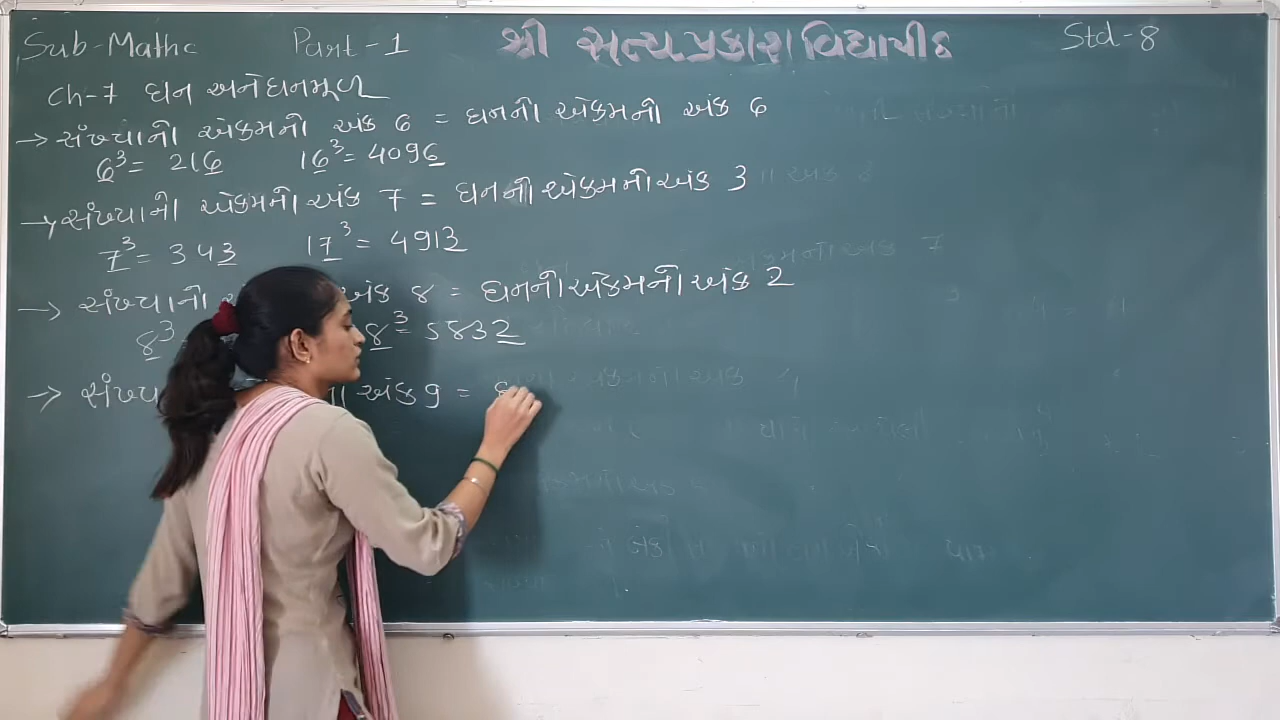 Sub-Maths Part-1 શ્રી સત્યપ્રકાશ વિદ્યાપીઠ Std-8
ch-7 ઘન અને ઘનમૂળ
→ સંખ્યાનો એકમનો અંક 6 = ઘનનો એકમનો અંક 6
6³ = 216 16³ = 4096
→ સંખ્યાનો એકમનો અંક 7 = ઘનનો એકમનો અંક 3
7³ = 343 17³ = 4913
→ સંખ્યાનો અંક 8 = ઘનનો એકમનો અંક 2
8³ 8³ = 5832
→ અંક 9 =